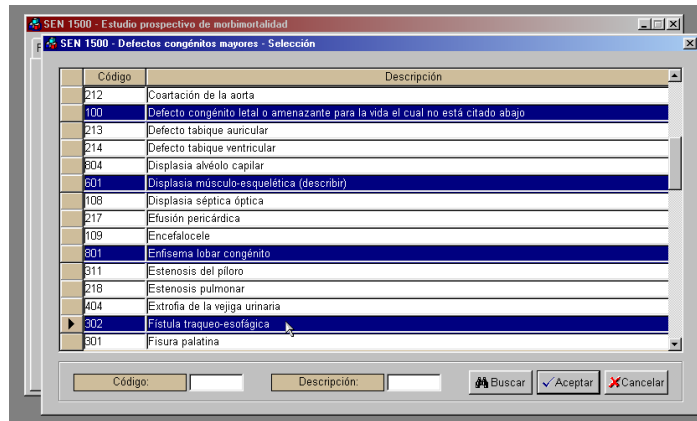 SEN 1500 - Estudio prospectivo de morbimortalidad
SEN 1500 - Defectos congénitos mayores - Selección
Código Descripción
212 Coartación de la aorta
100 Defecto congénito letal o amenazante para la vida el cual no está citado abajo
213 Defecto tabique auricular
214 Defecto tabique ventricular
804 Displasia alvéolo capilar
601 Displasia músculo-esquelética (describir)
108 Displasia séptica óptica
217 Efusión pericárdica
109 Encefalocele
801 Enfisema lobar congénito
311 Estenosis del píloro
218 Estenosis pulmonar
404 Extrofia de la vejiga urinaria
302 Fístula traqueo-esofágica
301 Fisura palatina
Código: Descripción: Buscar Aceptar Cancelar